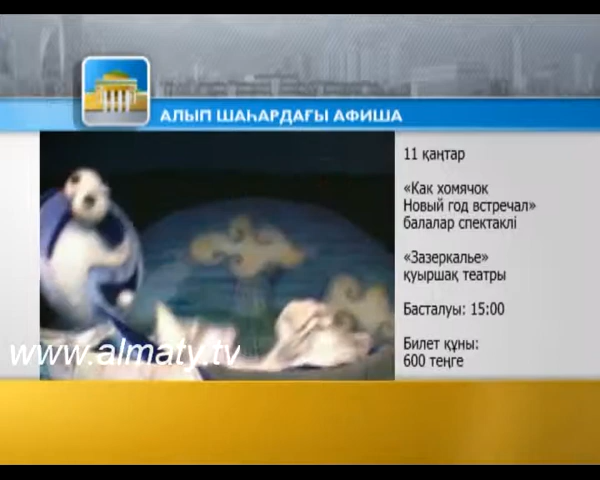 АЛЫП ШАҺАРДАҒЫ АФИША
11 қаңтар
«Как хомячок
Новый год встречал»
балалар спектаклі
«Зазеркалье»
қуыршақ театры
Басталуы: 15:00
Билет құны:
600 теңге
www.almaty.tv